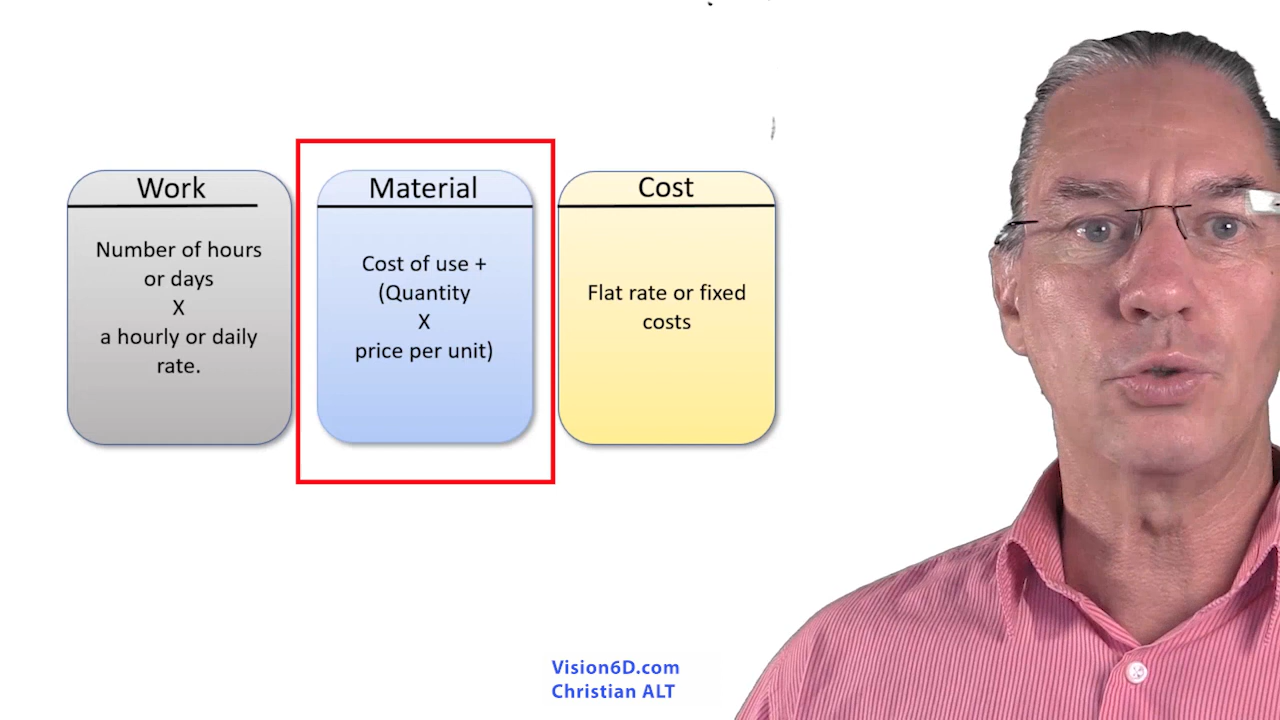 Work
Number of hours
or days
X
a hourly or daily
rate.
Material
Cost of use +
(Quantity
X
price per unit)
Cost
Flat rate or fixed
costs
Vision6D.com
Christian ALT